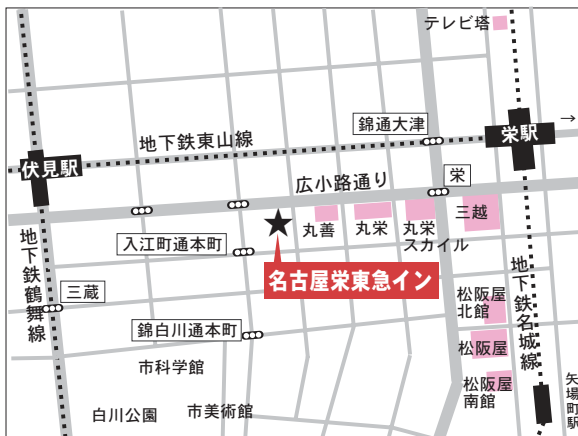 テレビ塔
錦通大津
栄駅
→
地下鉄東山線
伏見駅
栄
広小路通り
三越
丸善
丸栄
丸栄
スカイル
入江町通本町
名古屋栄東急イン
地下鉄鶴舞線
三蔵
地下鉄名城線
松阪屋
北館
錦白川通本町
松阪屋
市科学館
松阪屋
南館
矢場町駅
白川公園
市美術館